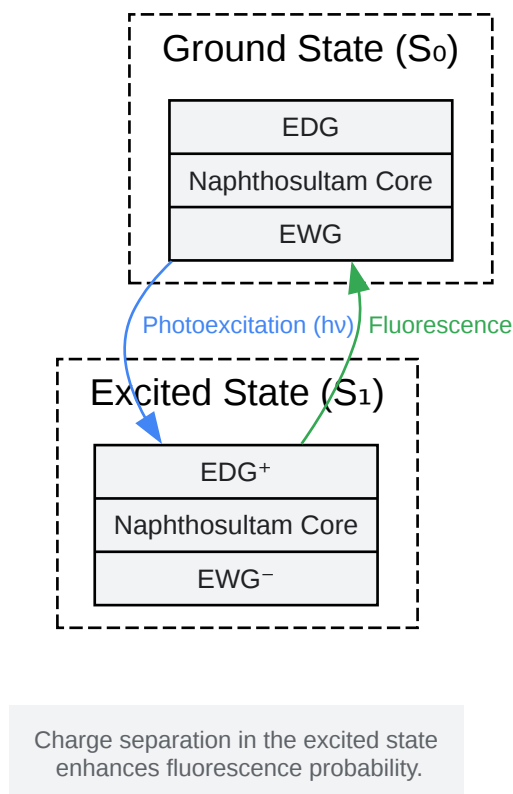 Ground State (S₀)
EDG
Naphthosultam Core
EWG
Photoexcitation (hν)
Fluorescence
Excited State (S₁)
EDG⁺
Naphthosultam Core
EWG⁻
Charge separation in the excited state
enhances fluorescence probability.